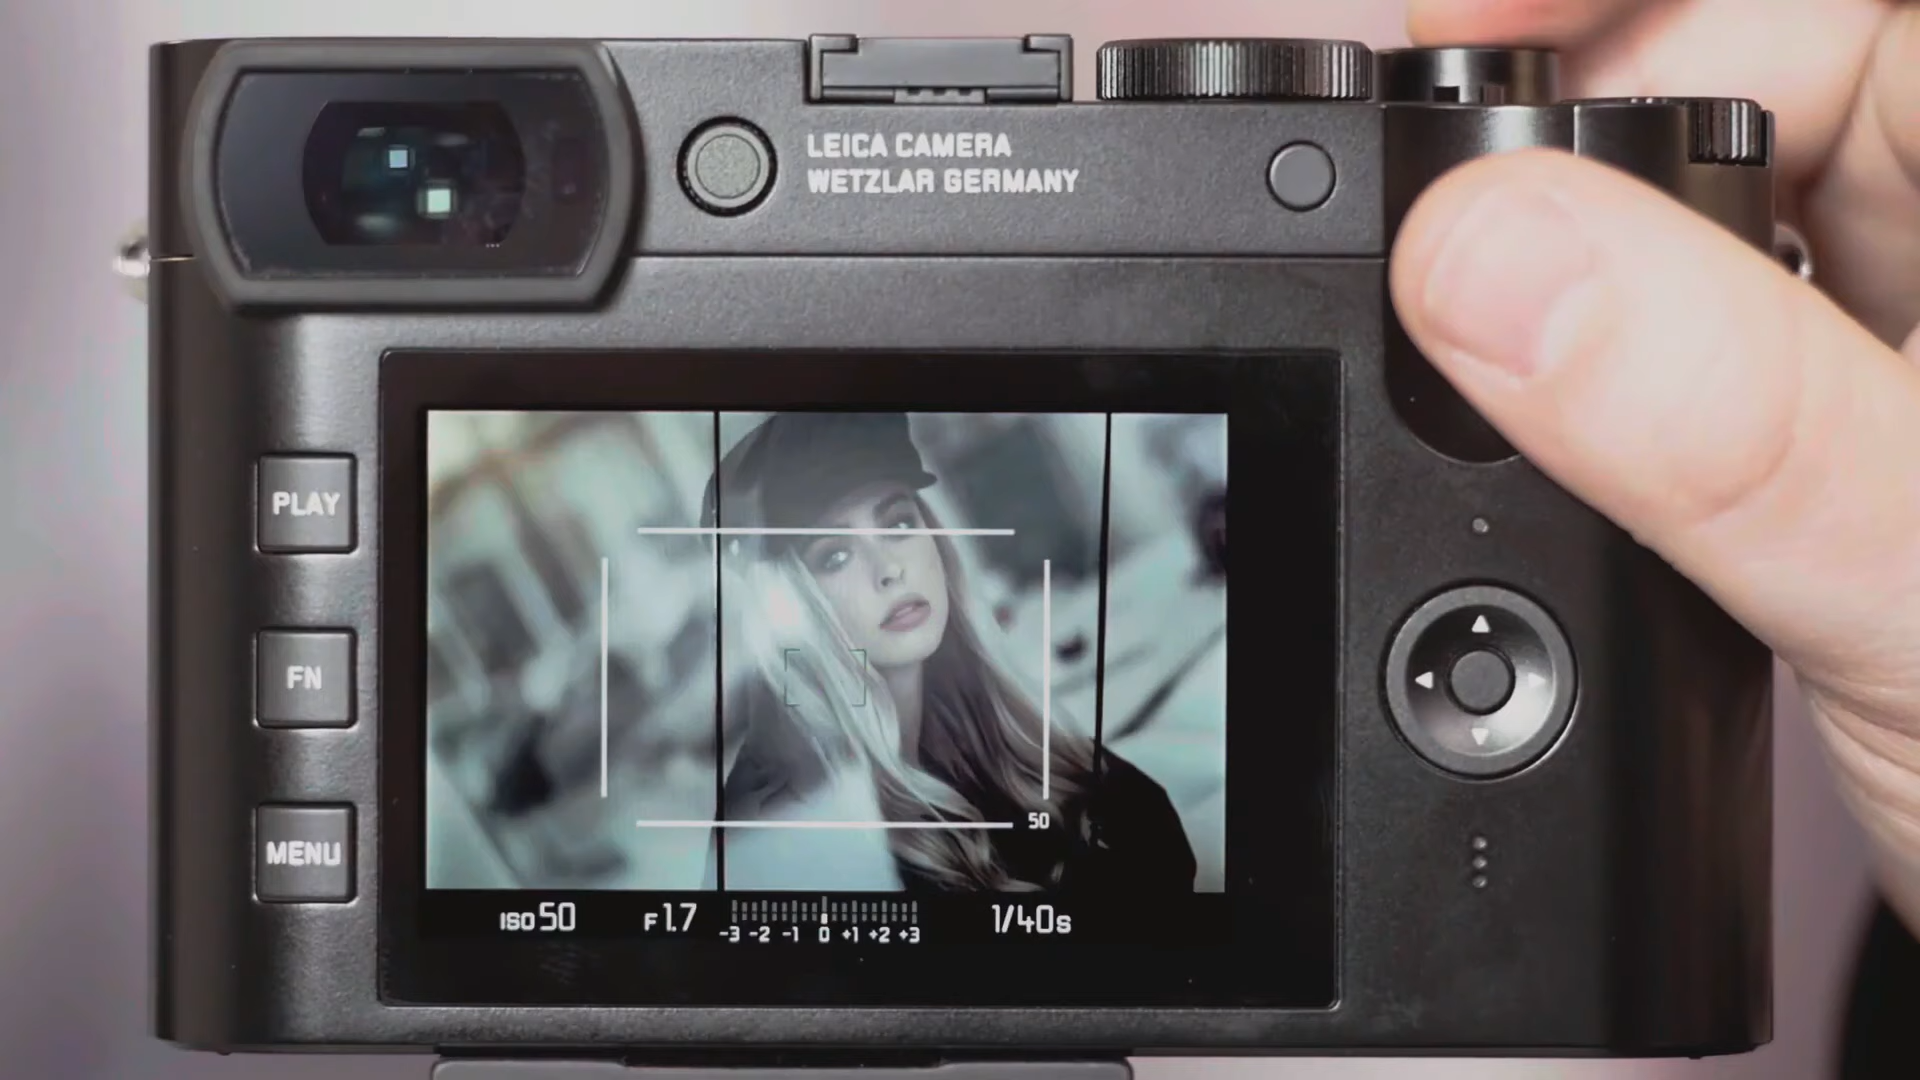 LEICA CAMERA
WETZLAR GERMANY
PLAY
FN
MENU
50
ISO 50 F 1.7 -3 -2 -1 0 +1 +2 +3 1/40s